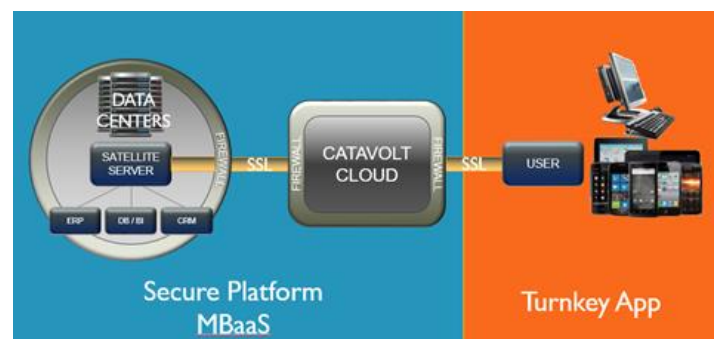 DATA
CENTERS
SATELLITE
SERVER
FIREWALL
ERP
DB / BI
CRM
SSL
FIREWALL
CATAVOLT
CLOUD
FIREWALL
SSL
USER
Secure Platform
MBaaS
Turnkey App